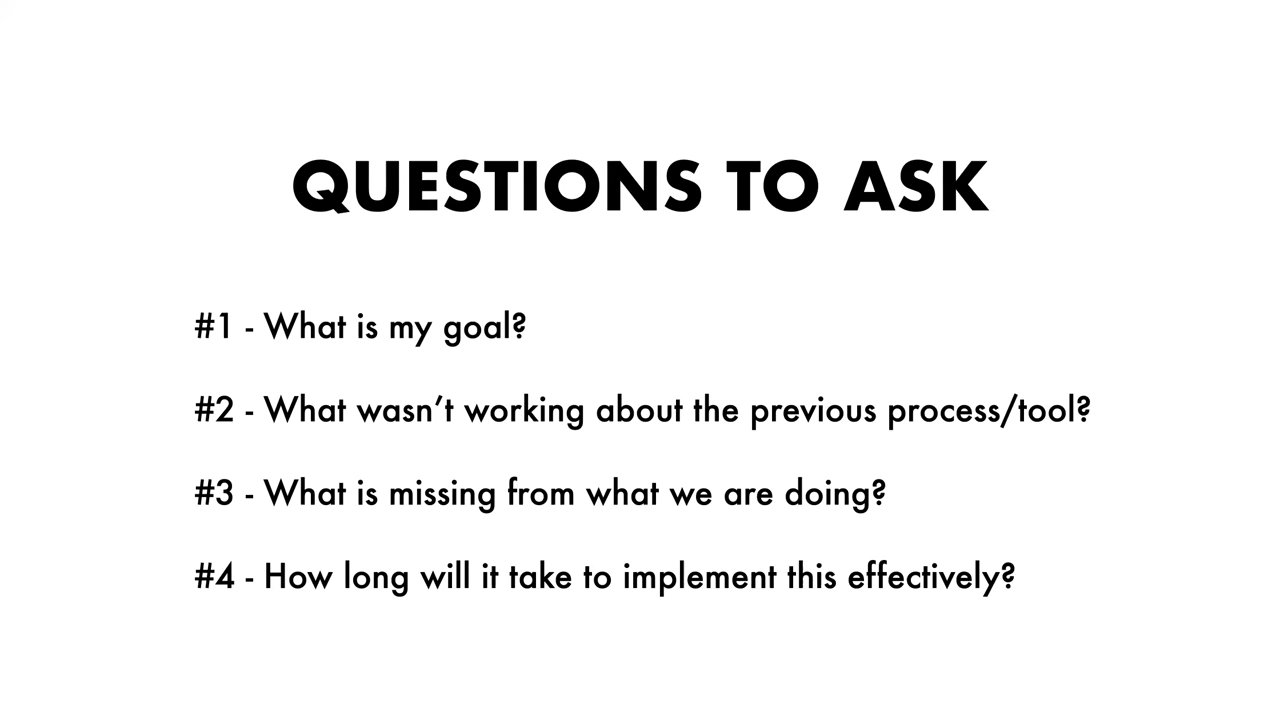 QUESTIONS TO ASK
#1 - What is my goal?
#2 - What wasn’t working about the previous process/tool?
#3 - What is missing from what we are doing?
#4 - How long will it take to implement this effectively?